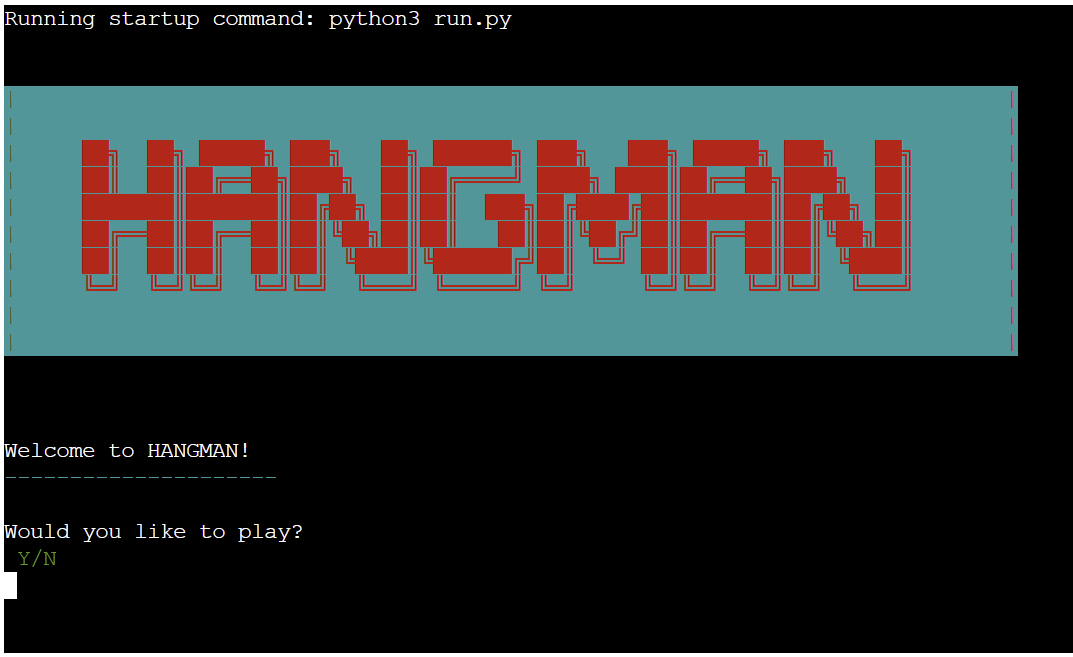 Running startup command: python3 run.py
HANGMAN
Welcome to HANGMAN!
---------------------
Would you like to play?
Y/N